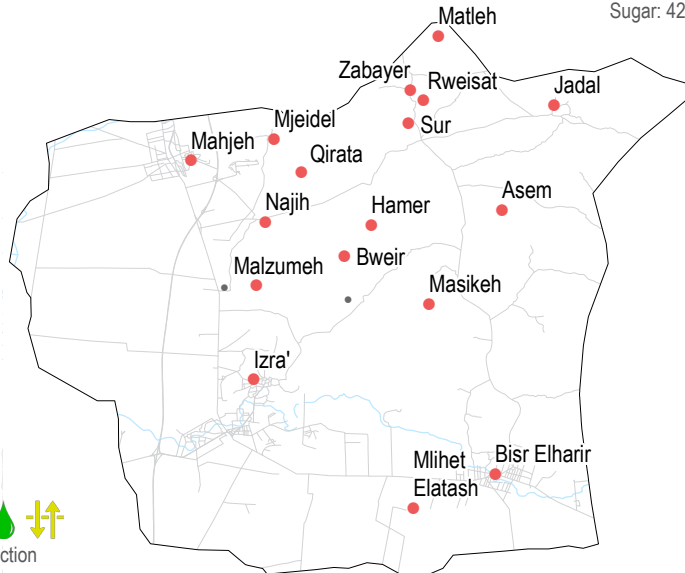 Sugar: 42
Matleh
Zabayer
Rweisat
Jadal
Sur
Mjeidel
Mahjeh
Qirata
Najih
Hamer
Asem
Bweir
Malzumeh
Masikeh
Izra'
Mlihet
Elatash
Bisr Elharir
ction